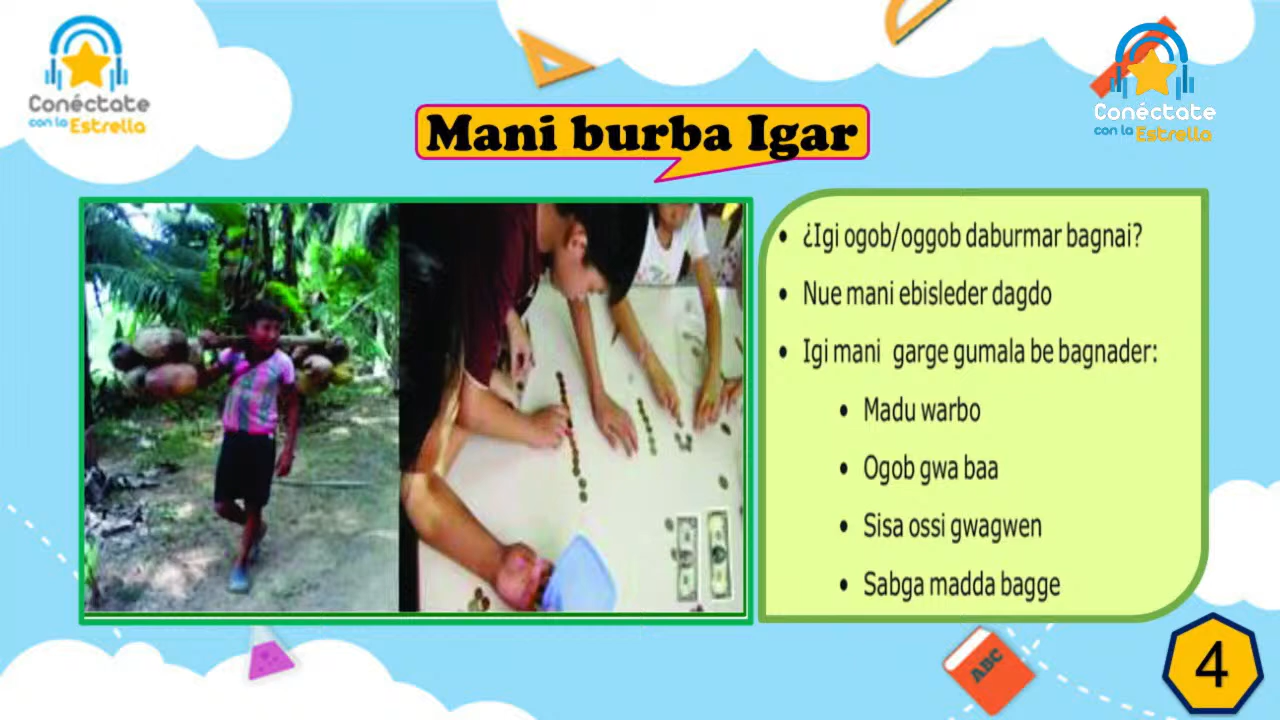 Conéctate
con la Estrella
Conéctate
con la Estrella
Mani burba Igar
• ¿Igi ogob/oggob daburmar bagnai?
• Nue mani ebisleder dagdo
• Igi mani garge gumala be bagnader:
• Madu warbo
• Ogob gwa baa
• Sisa ossi gwagwen
• Sabga madda bagge
ABC
4